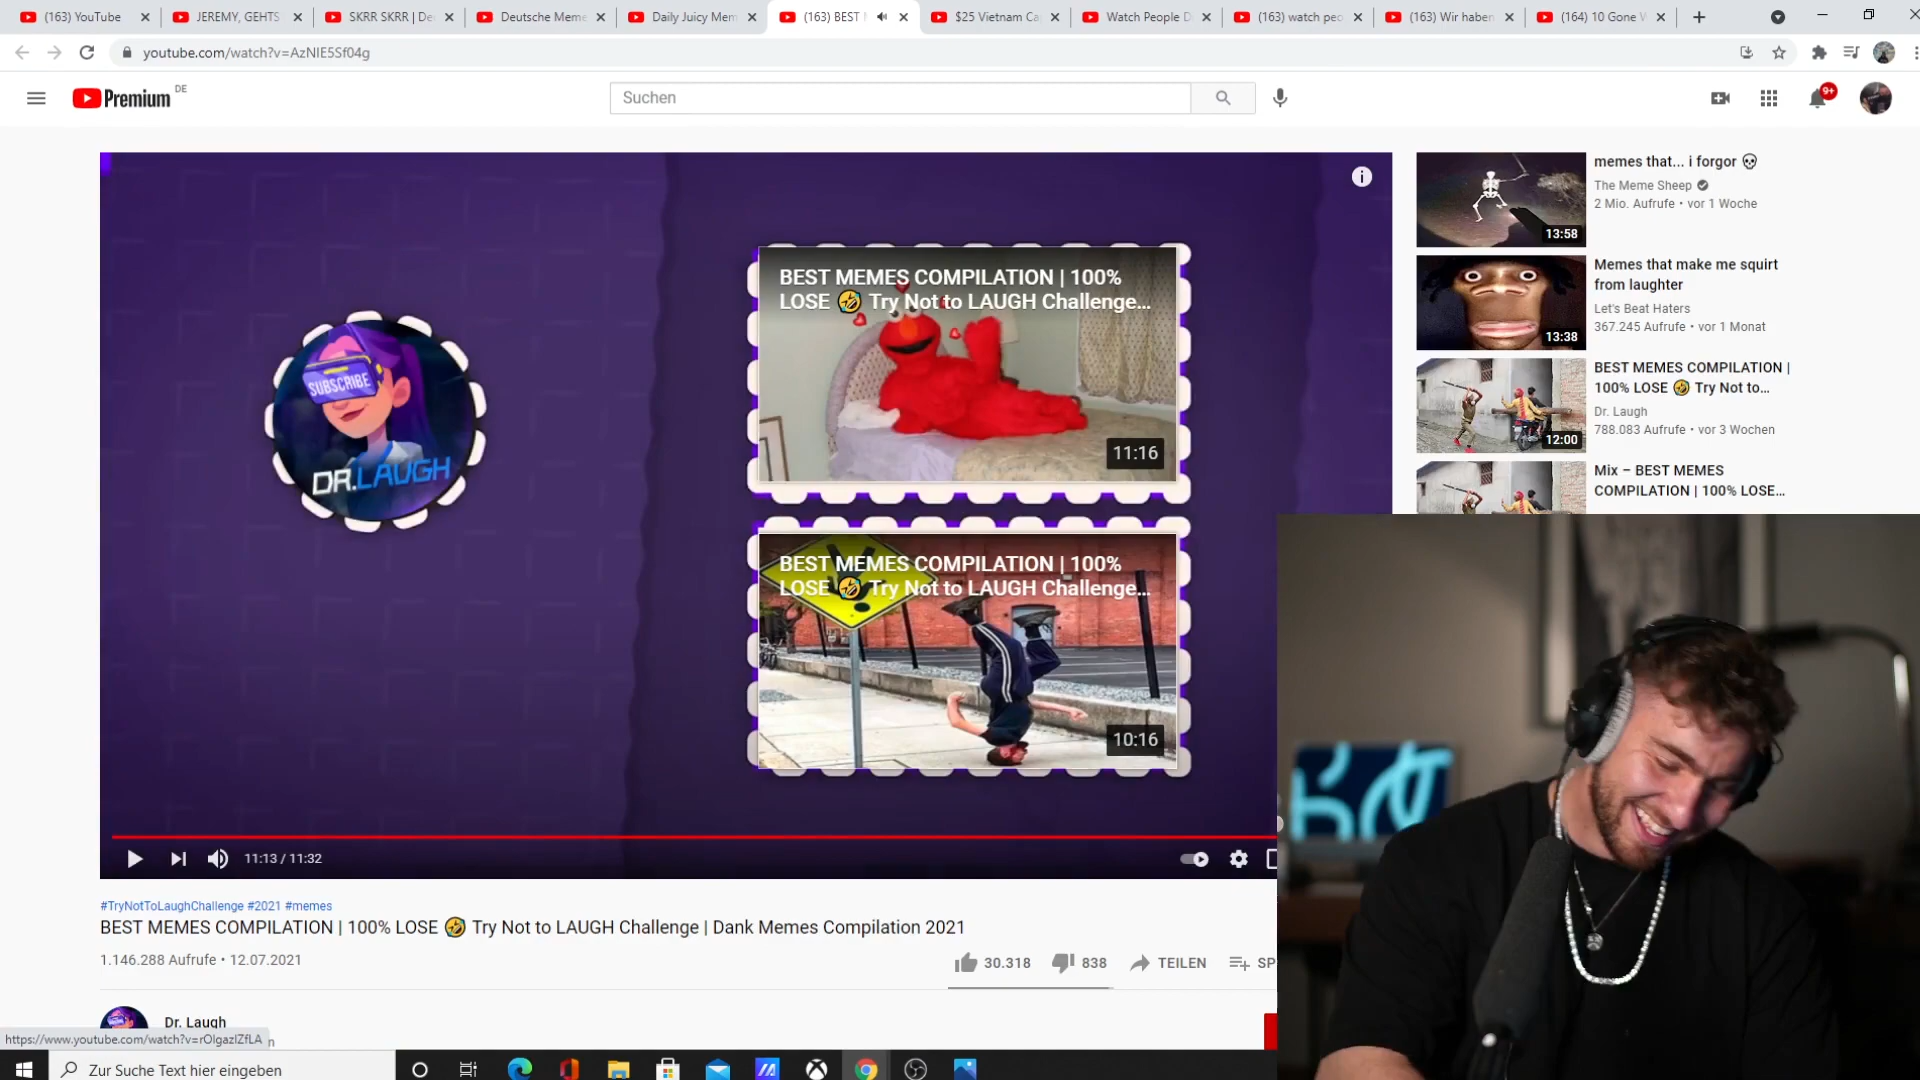 (163) YouTube
JEREMY, GEHTS
SKRR SKRR | De
Deutsche Meme
Daily Juicy Mem
(163) BEST
$25 Vietnam Ca
Watch People D
(163) watch peo
(163) Wir haben
(164) 10 Gone
youtube.com/watch?v=AzNIE5Sf04g
Premium DE
Suchen
9+
BEST MEMES COMPILATION | 100%
LOSE 🤣 Try Not to LAUGH Challenge...
11:16
SUBSCRIBE
DR.LAUGH
BEST MEMES COMPILATION | 100%
LOSE 🤣 Try Not to LAUGH Challenge...
10:16
11:13 / 11:32
memes that... i forgor 💀
The Meme Sheep
2 Mio. Aufrufe • vor 1 Woche
13:58
Memes that make me squirt
from laughter
Let's Beat Haters
367.245 Aufrufe • vor 1 Monat
13:38
BEST MEMES COMPILATION |
100% LOSE 🤣 Try Not to...
Dr. Laugh
788.083 Aufrufe • vor 3 Wochen
12:00
Mix – BEST MEMES
COMPILATION | 100% LOSE...
#TryNotToLaughChallenge #2021 #memes
BEST MEMES COMPILATION | 100% LOSE 🤣 Try Not to LAUGH Challenge | Dank Memes Compilation 2021
1.146.288 Aufrufe • 12.07.2021
30.318
838
TEILEN
SP
Dr. Laugh
https://www.youtube.com/watch?v=rOIgazIZfLA
Zur Suche Text hier eingeben